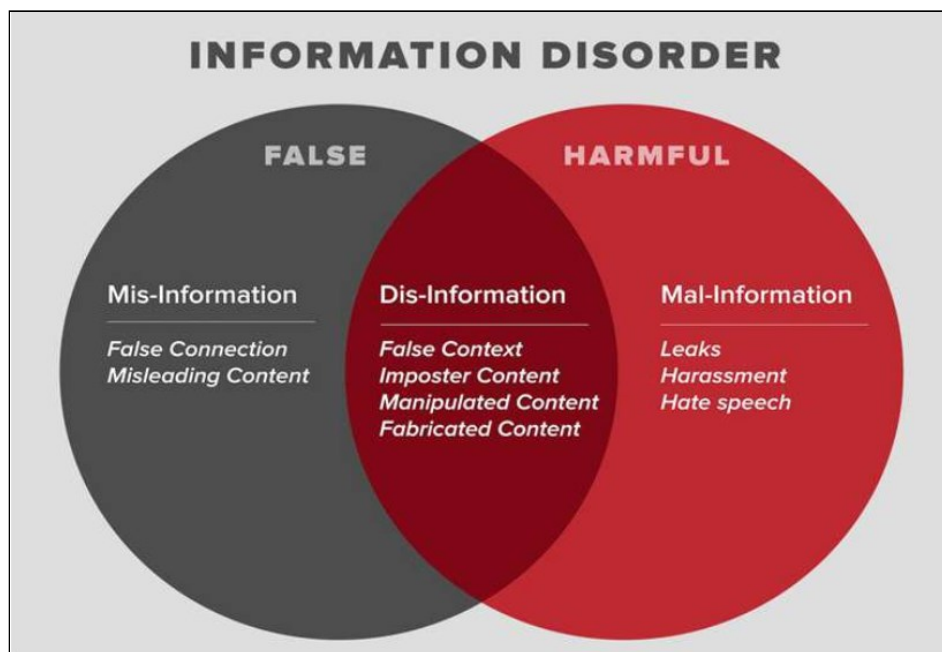 INFORMATION DISORDER
FALSE
HARMFUL
Mis-Information
False Connection
Misleading Content
Dis-Information
False Context
Imposter Content
Manipulated Content
Fabricated Content
Mal-Information
Leaks
Harassment
Hate speech